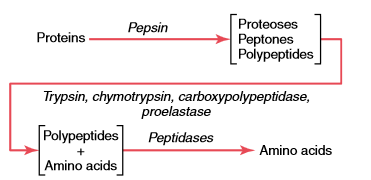 Pepsin
Proteins
Proteoses
Peptones
Polypeptides
Trypsin, chymotrypsin, carboxypolypeptidase,
proelastase
Polypeptides
+
Amino acids
Peptidases
Amino acids